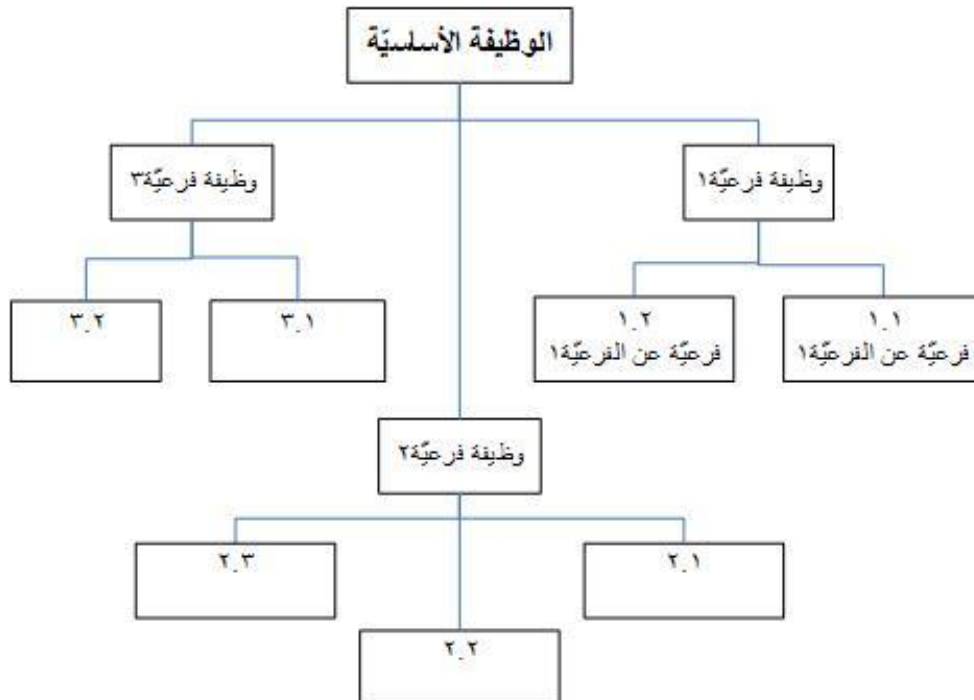 الوظيفة الأساسيّة
وظيفة فرعيّة١
وظيفة فرعيّة٣
١.١
فرعيّة عن الفرعيّة١
١.٢
فرعيّة عن الفرعيّة١
٣.١
٣.٢
وظيفة فرعيّة٢
٢.١
٢.٣
٢.٢